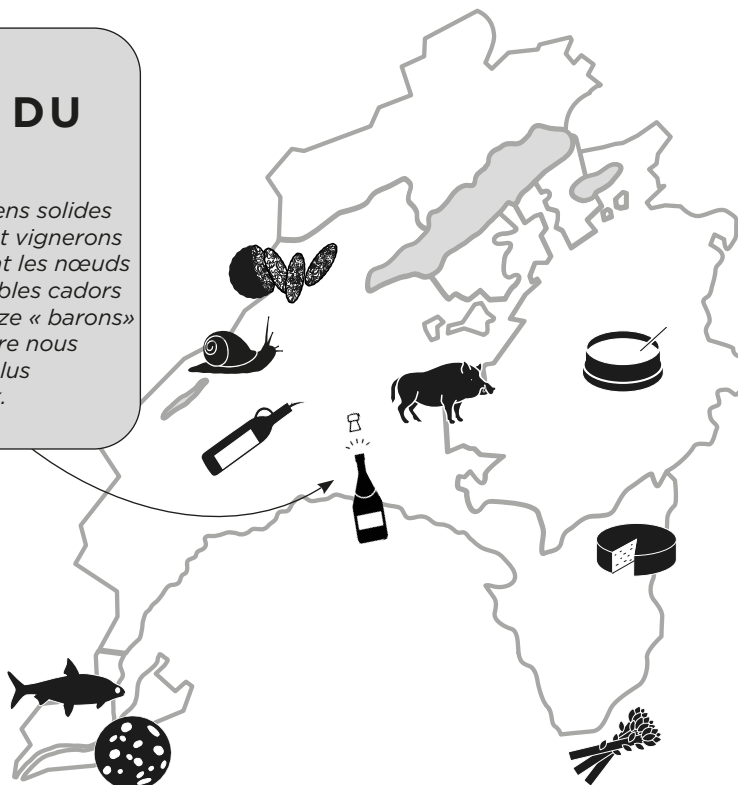 DU
ens solides
t vignerons
nt les nœuds
bles cadors
ze « barons»
re nous
lus
.